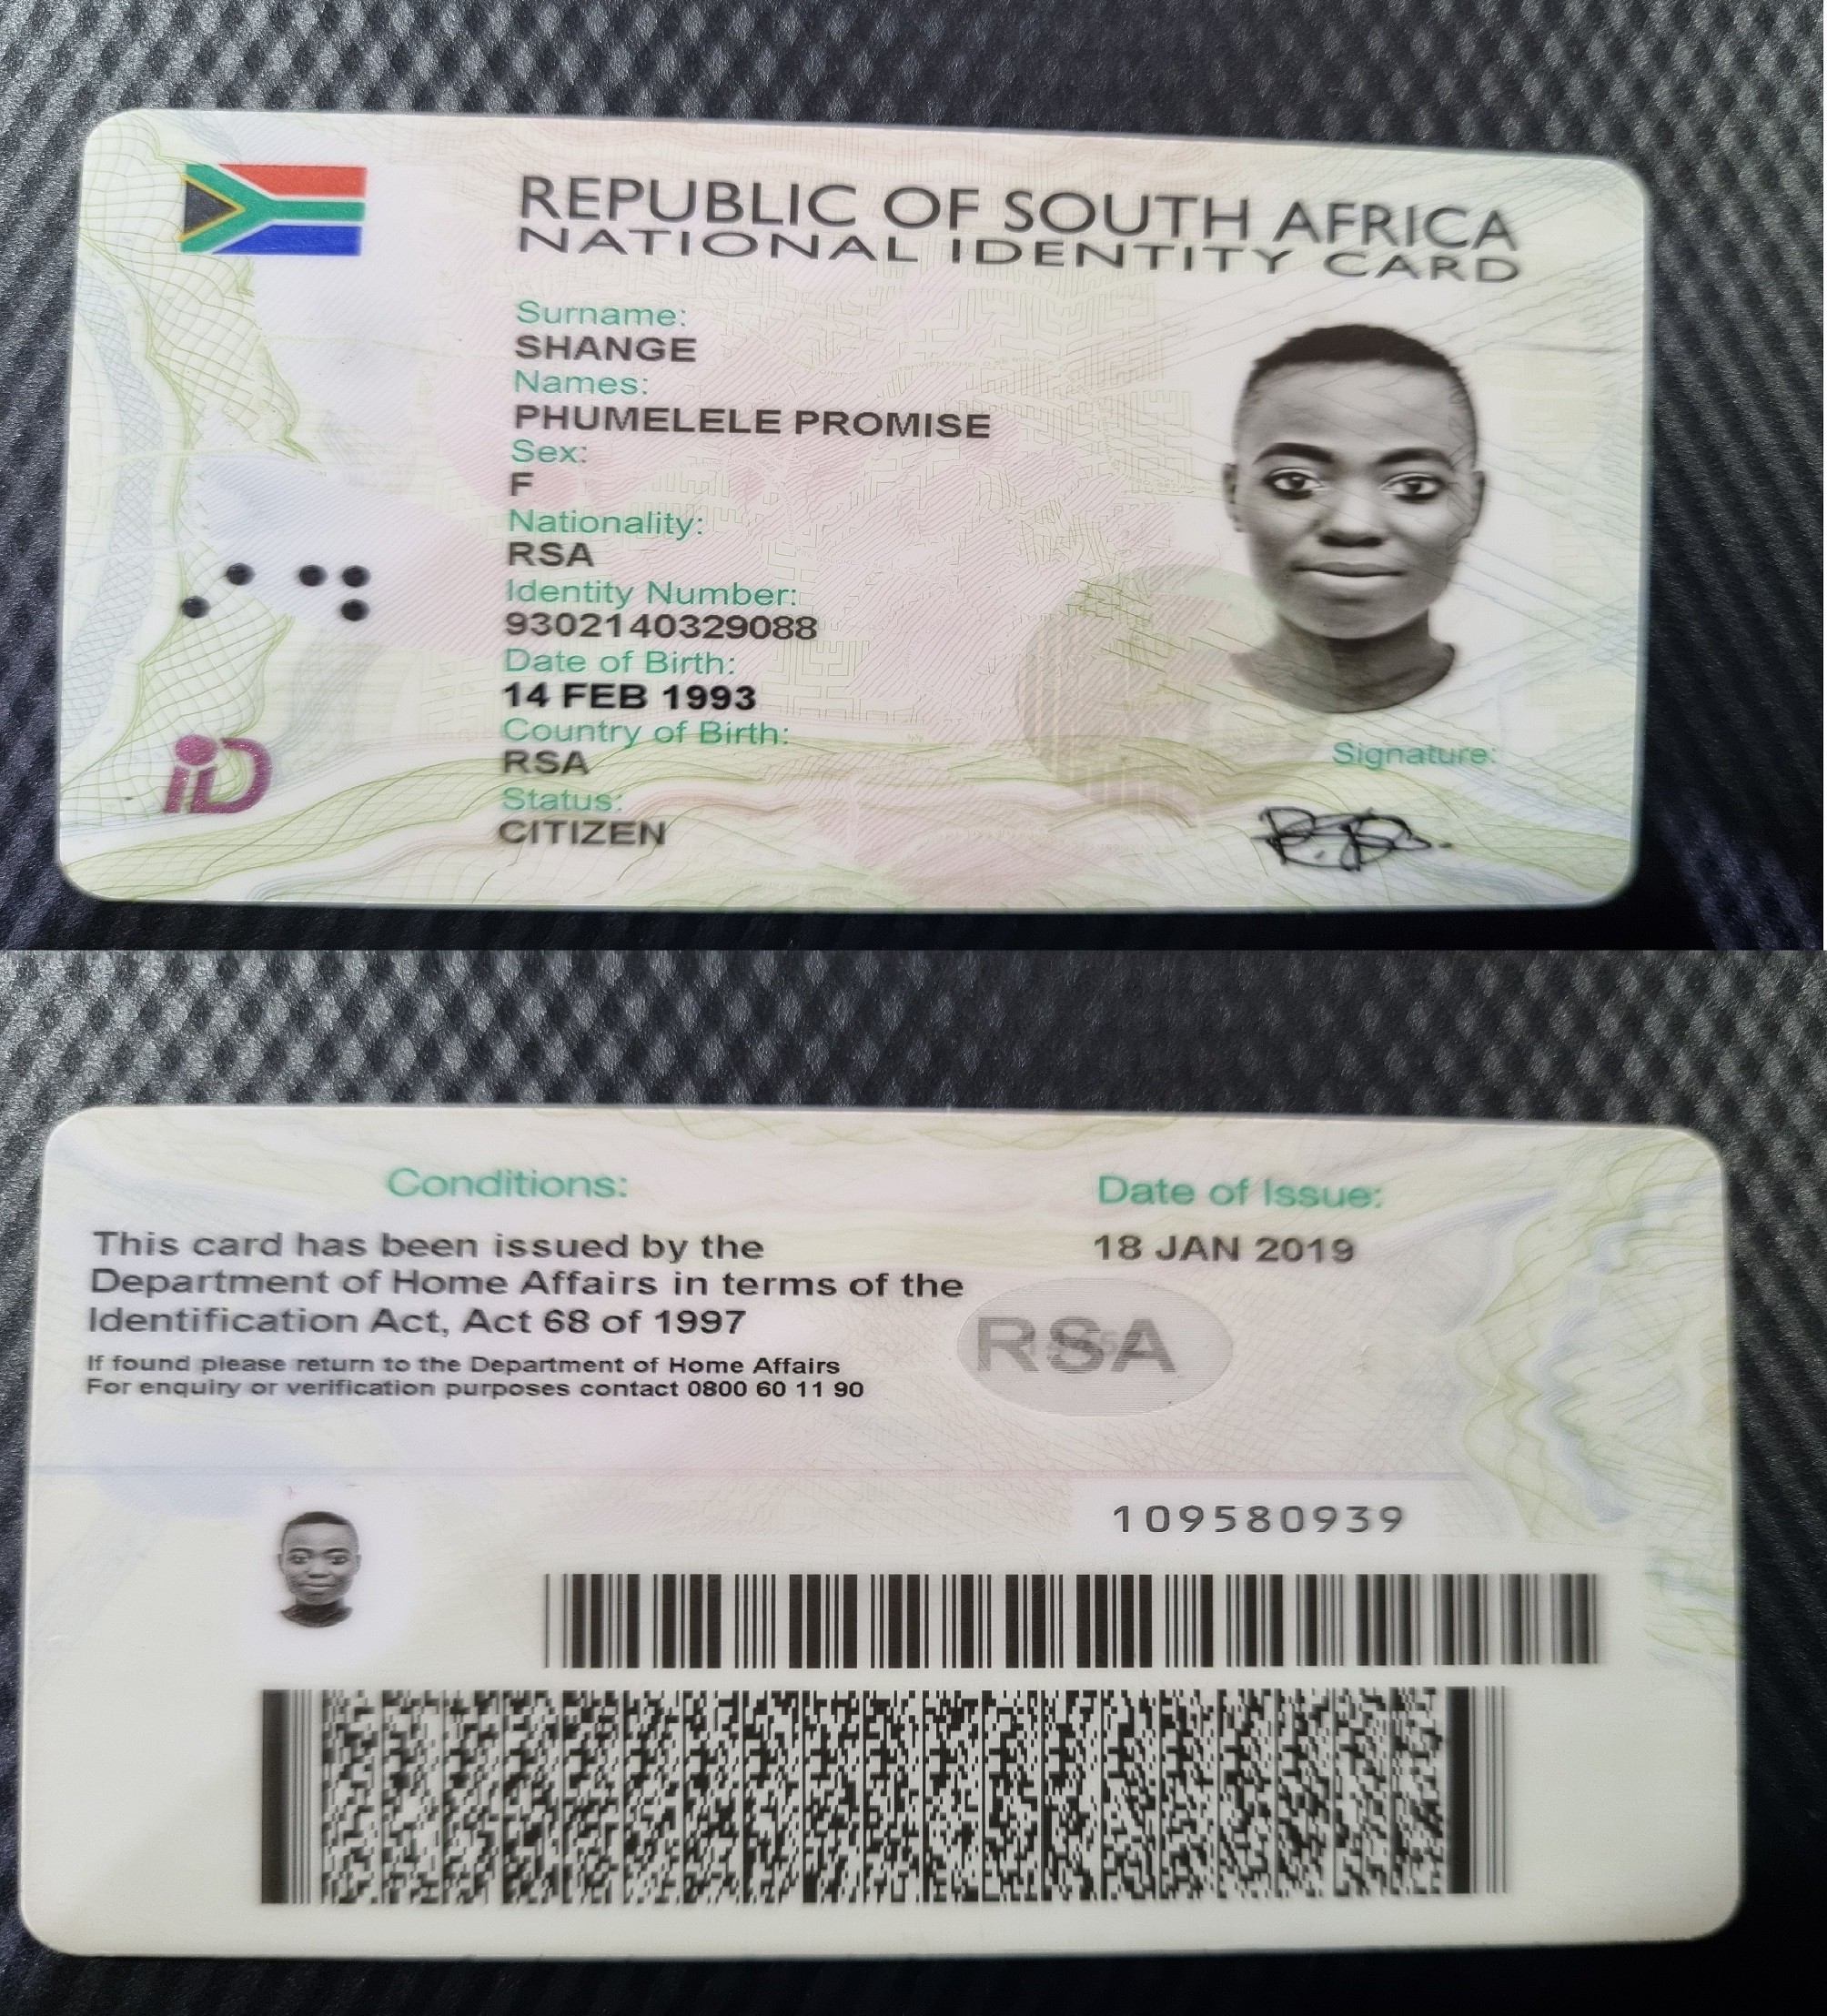 REPUBLIC OF SOUTH AFRICA
NATIONAL IDENTITY CARD
Surname:
SHANGE
Names:
PHUMELELE PROMISE
Sex:
F
Nationality:
RSA
Identity Number:
9302140329088
Date of Birth:
14 FEB 1993
Country of Birth:
RSA
Status:
CITIZEN
Signature:
iD
Conditions:
This card has been issued by the
Department of Home Affairs in terms of the
Identification Act, Act 68 of 1997
If found please return to the Department of Home Affairs
For enquiry or verification purposes contact 0800 60 11 90
Date of Issue:
18 JAN 2019
RSA
109580939